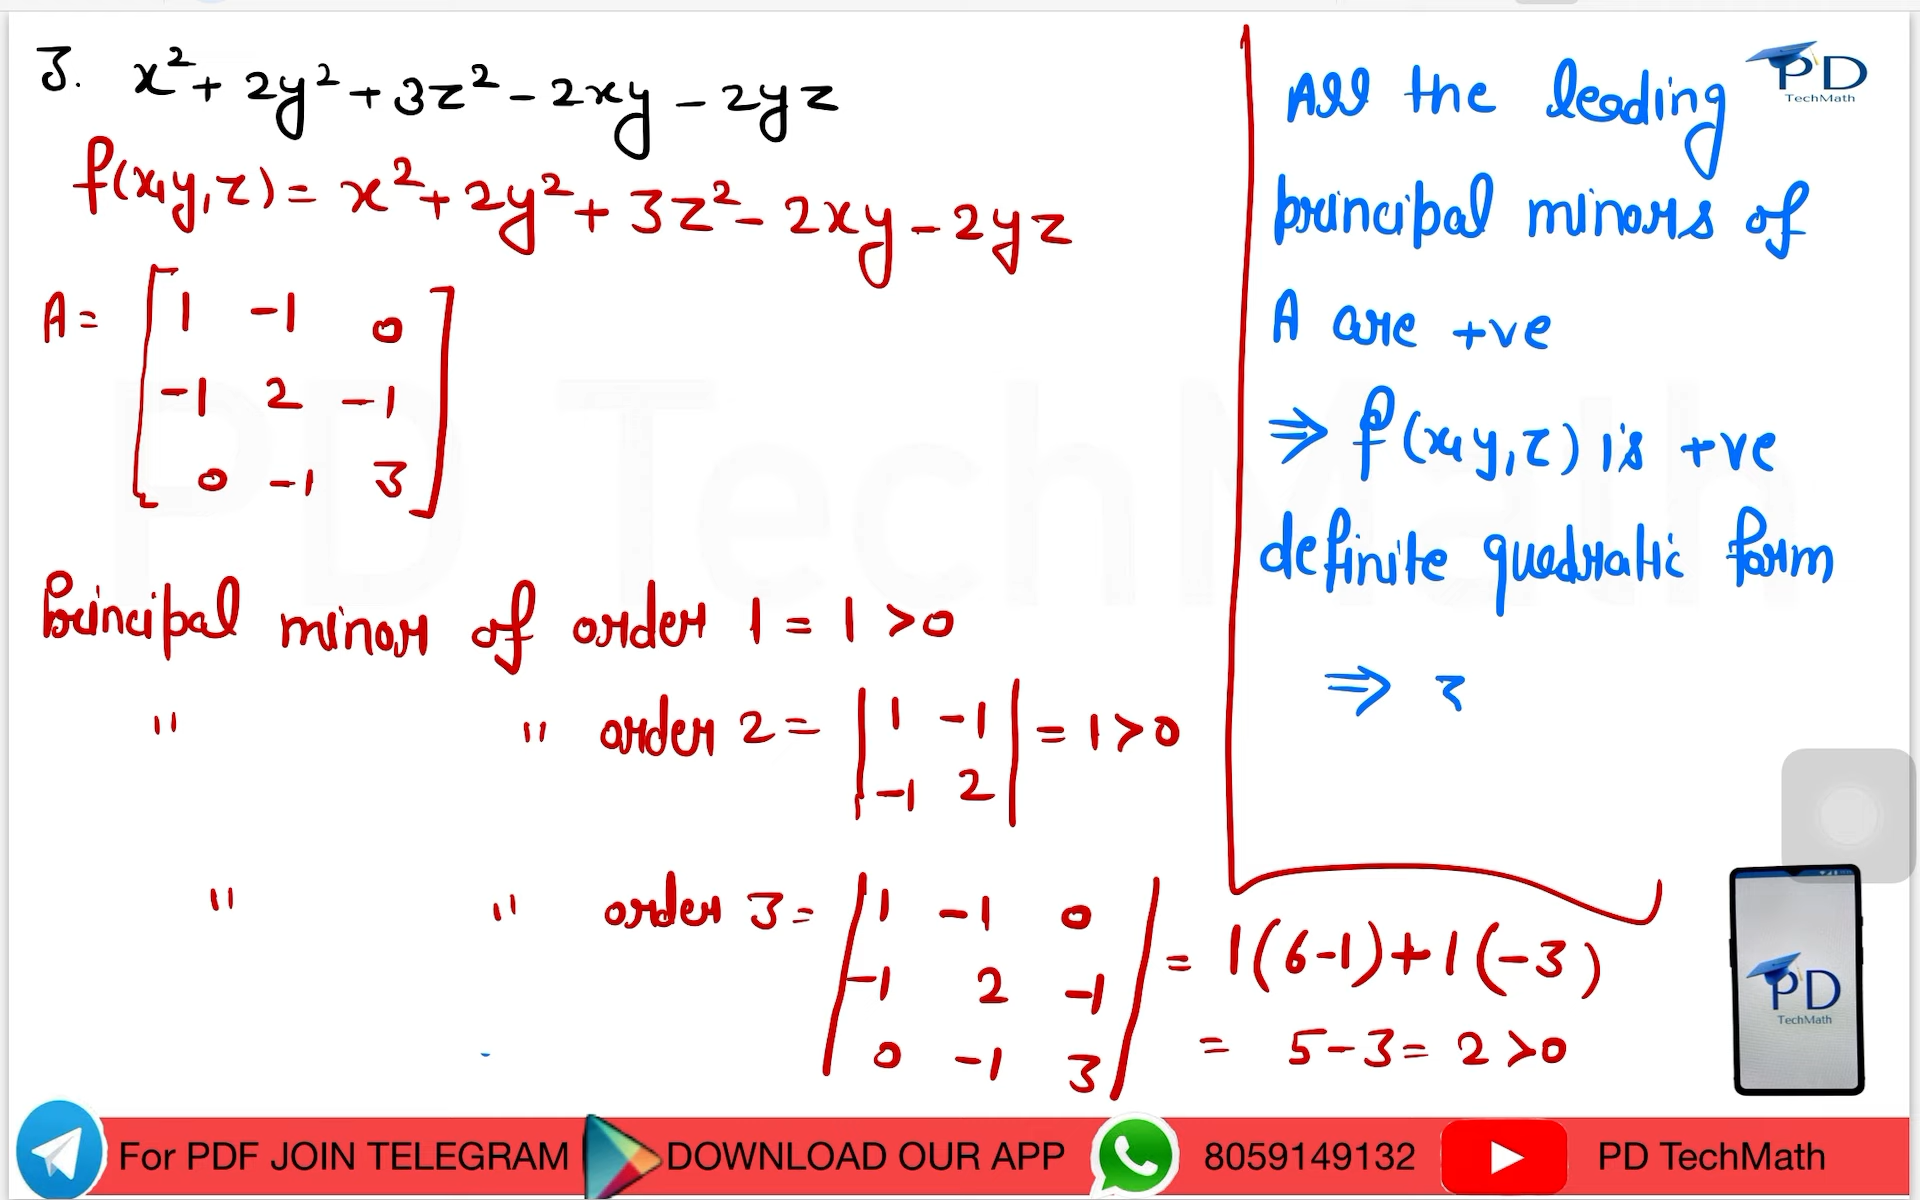 3. x² + 2y² + 3z² - 2xy - 2yz
f(x,y,z) = x² + 2y² + 3z² - 2xy - 2yz
A = [ 1 -1 0
-1 2 -1
0 -1 3 ]
Principal minor of order 1 = 1 > 0
" " order 2 = | 1 -1 | = 1 > 0
| -1 2 |
" " order 3 = | 1 -1 0 | = 1(6-1) + 1(-3)
| -1 2 -1 |
| 0 -1 3 | = 5 - 3 = 2 > 0
All the leading
principal minors of
A are +ve
⇒ f(x,y,z) is +ve
definite quadratic form
⇒
PD
TechMath
PD TechMath
PD
TechMath
For PDF JOIN TELEGRAM DOWNLOAD OUR APP 8059149132 PD TechMath